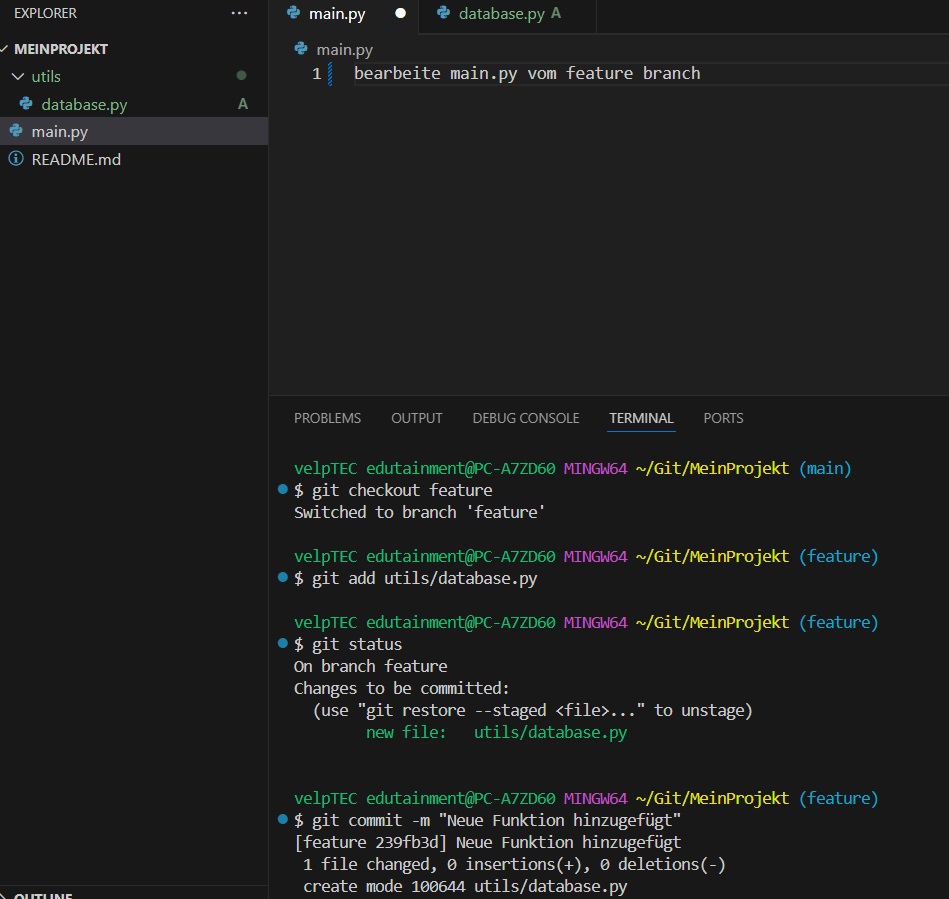 EXPLORER
MEINPROJEKT
utils
database.py A
main.py
README.md
OUTLINE
main.py
database.py A
main.py
1 bearbeite main.py vom feature branch
PROBLEMS OUTPUT DEBUG CONSOLE TERMINAL PORTS
velpTEC edutainment@PC-A7ZD60 MINGW64 ~/Git/MeinProjekt (main)
$ git checkout feature
Switched to branch 'feature'
velpTEC edutainment@PC-A7ZD60 MINGW64 ~/Git/MeinProjekt (feature)
$ git add utils/database.py
velpTEC edutainment@PC-A7ZD60 MINGW64 ~/Git/MeinProjekt (feature)
$ git status
On branch feature
Changes to be committed:
(use "git restore --staged <file>..." to unstage)
new file: utils/database.py
velpTEC edutainment@PC-A7ZD60 MINGW64 ~/Git/MeinProjekt (feature)
$ git commit -m "Neue Funktion hinzugefügt"
[feature 239fb3d] Neue Funktion hinzugefügt
1 file changed, 0 insertions(+), 0 deletions(-)
create mode 100644 utils/database.py